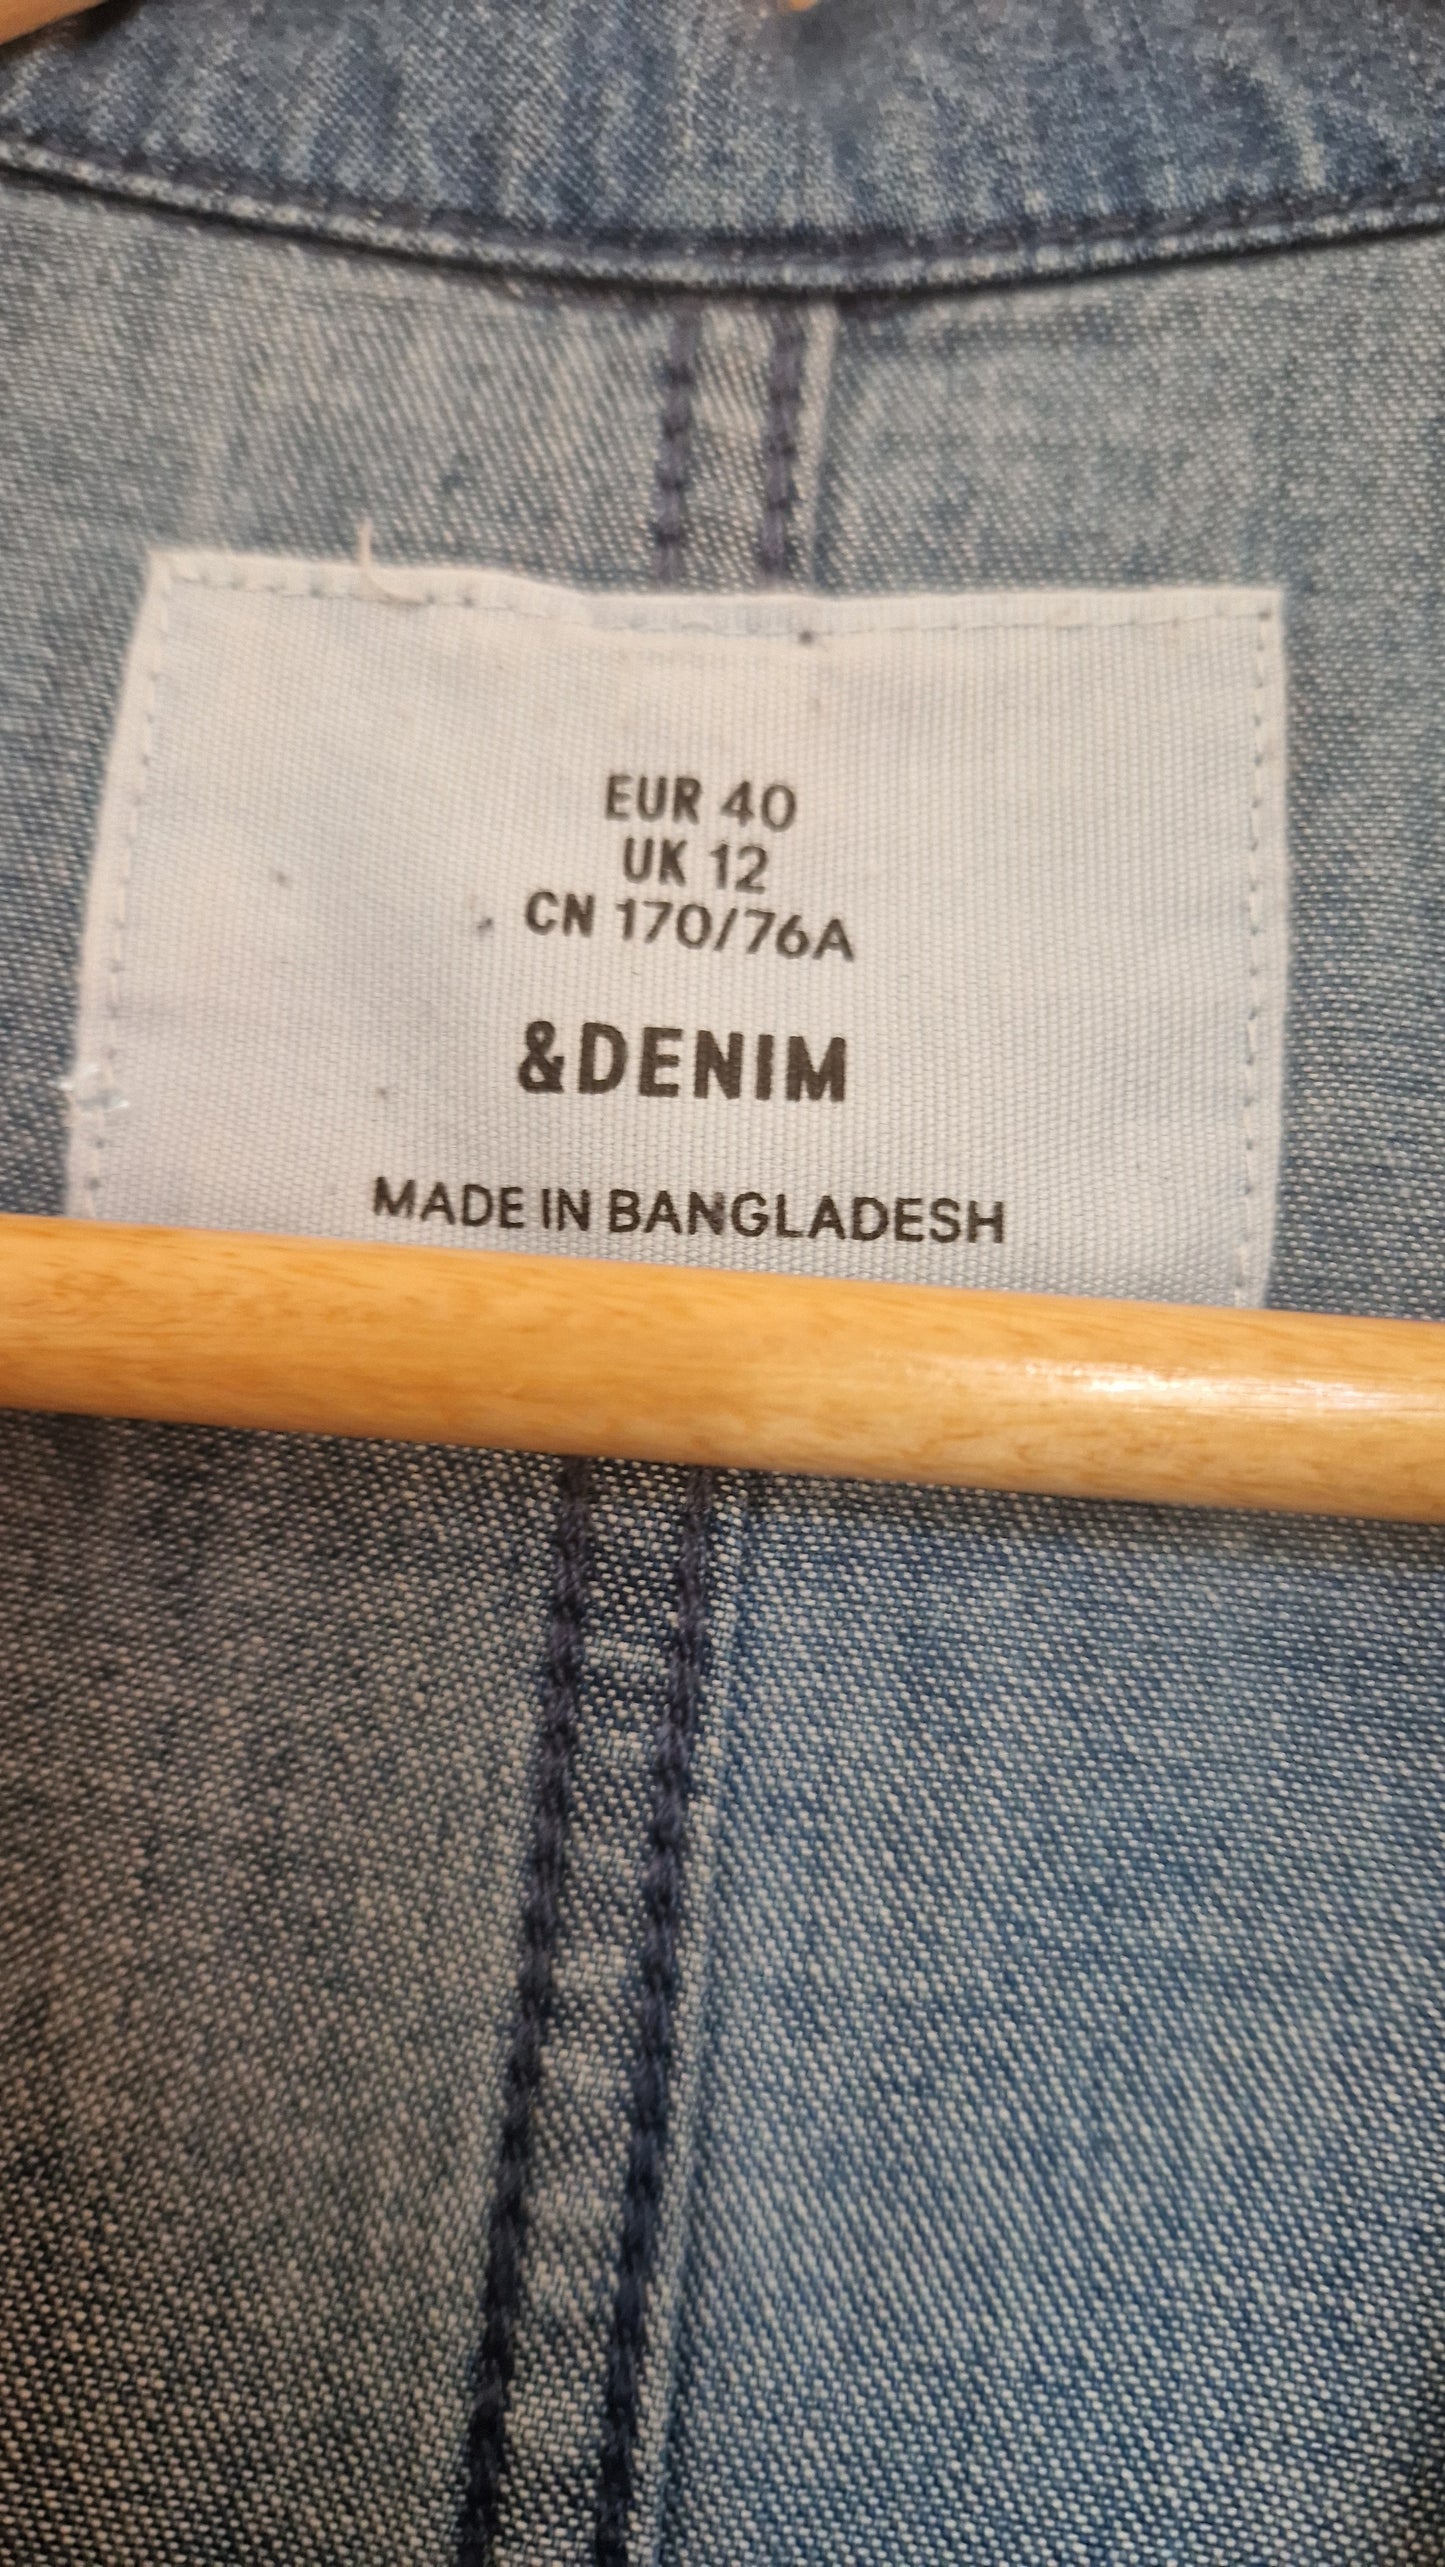 EUR 40
UK 12
CN 170/76A
&DENIM
MADE IN BANGLADESH